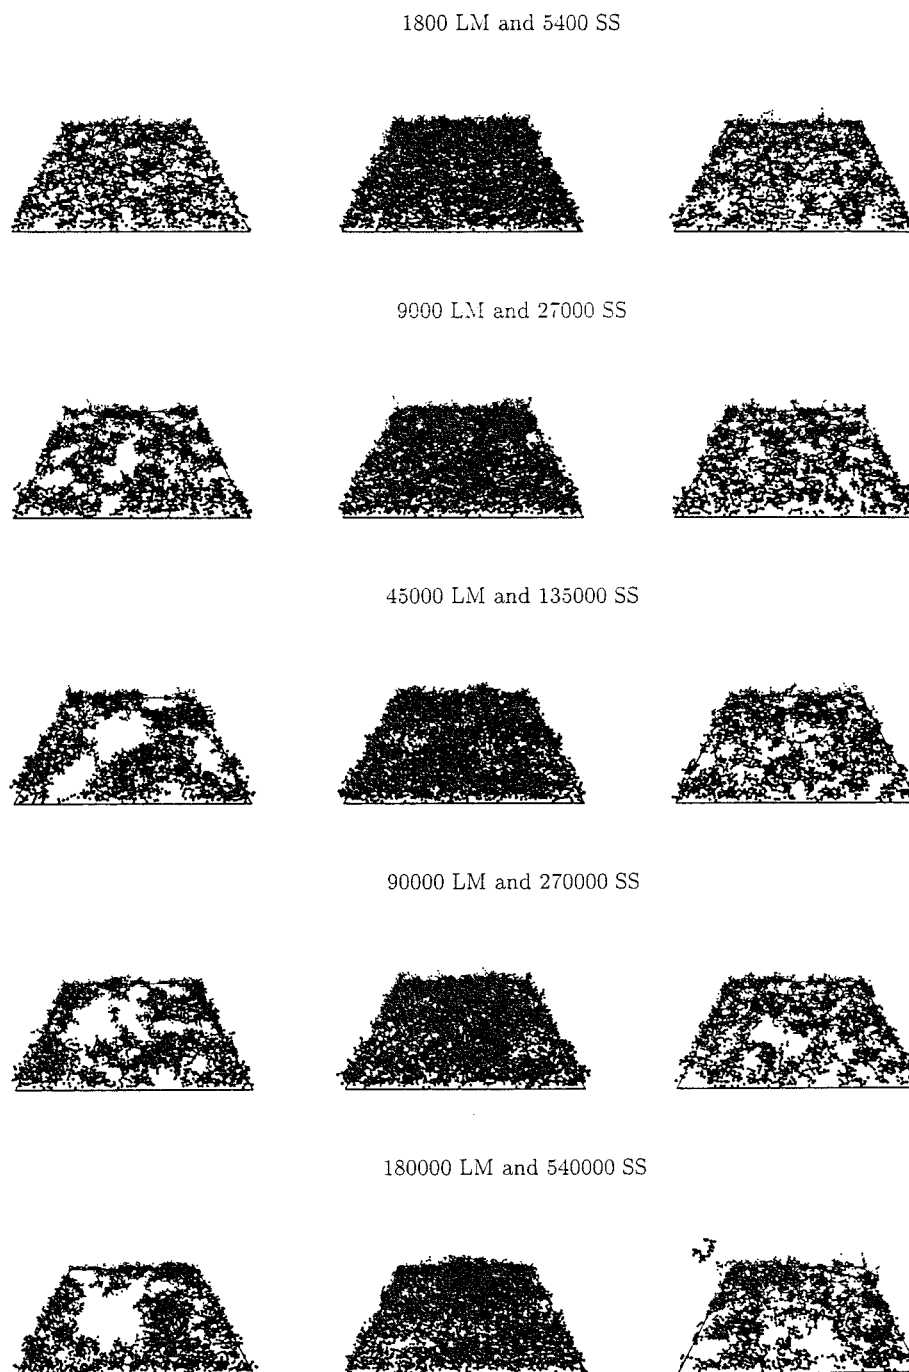 1800 LM and 5400 SS
9000 LM and 27000 SS
45000 LM and 135000 SS
90000 LM and 270000 SS
180000 LM and 540000 SS